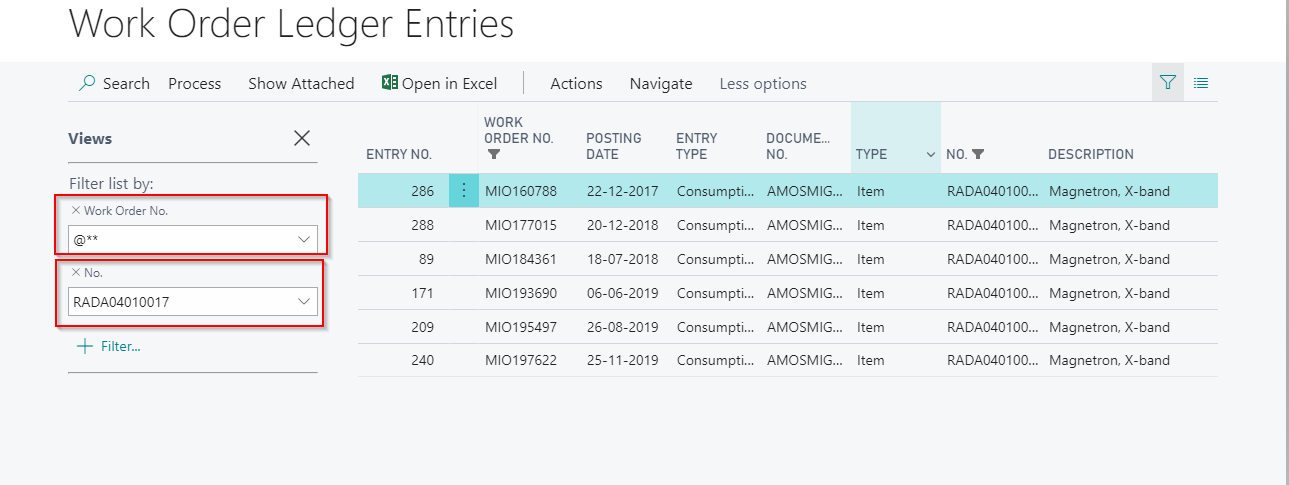 Work Order Ledger Entries
Search Process Show Attached Open in Excel Actions Navigate Less options
Views
Filter list by:
× Work Order No.
@**
× No.
RADA04010017
+ Filter...
ENTRY NO. WORK ORDER NO. POSTING DATE ENTRY TYPE DOCUME... NO. TYPE NO. DESCRIPTION
286 MIO160788 22-12-2017 Consumpti... AMOSMIG... Item RADA040100... Magnetron, X-band
288 MIO177015 20-12-2018 Consumpti... AMOSMIG... Item RADA040100... Magnetron, X-band
89 MIO184361 18-07-2018 Consumpti... AMOSMIG... Item RADA040100... Magnetron, X-band
171 MIO193690 06-06-2019 Consumpti... AMOSMIG... Item RADA040100... Magnetron, X-band
209 MIO195497 26-08-2019 Consumpti... AMOSMIG... Item RADA040100... Magnetron, X-band
240 MIO197622 25-11-2019 Consumpti... AMOSMIG... Item RADA040100... Magnetron, X-band